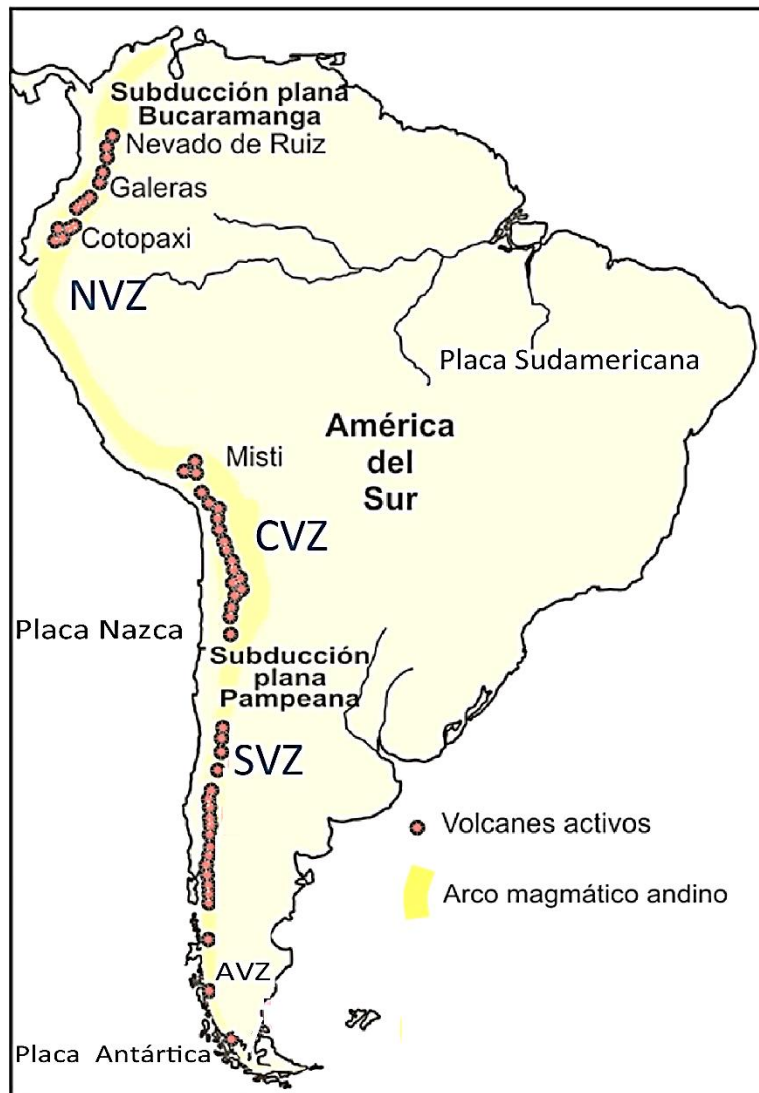 Subducción plana
Bucaramanga
Nevado de Ruiz
Galeras
Cotopaxi
NVZ
Placa Sudamericana
América
del
Sur
Misti
CVZ
Placa Nazca
Subducción
plana
Pampeana
SVZ
Volcanes activos
Arco magmático andino
AVZ
Placa Antártica